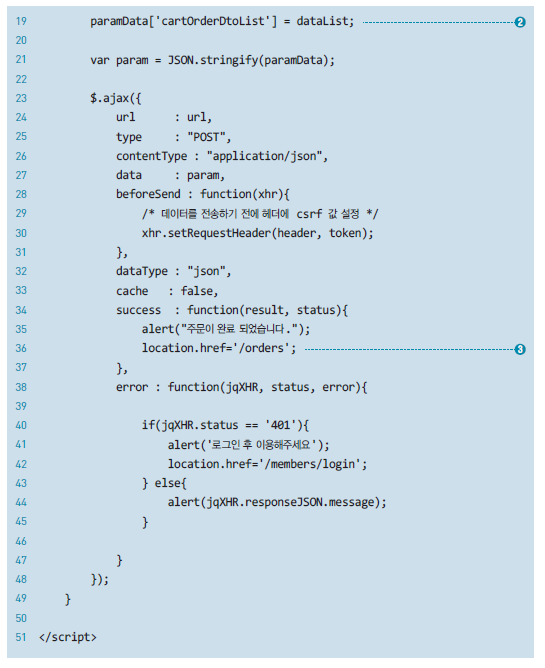 19        paramData['cartOrderDtoList'] = dataList; ❷
20
21        var param = JSON.stringify(paramData);
22
23        $.ajax({
24            url      : url,
25            type     : "POST",
26            contentType : "application/json",
27            data     : param,
28            beforeSend : function(xhr){
29                /* 데이터를 전송하기 전에 헤더에 csrf 값 설정 */
30                xhr.setRequestHeader(header, token);
31            },
32            dataType : "json",
33            cache   : false,
34            success  : function(result, status){
35                alert("주문이 완료 되었습니다.");
36                location.href='/orders'; ❸
37            },
38            error : function(jqXHR, status, error){
39
40                if(jqXHR.status == '401'){
41                    alert('로그인 후 이용해주세요');
42                    location.href='/members/login';
43                } else{
44                    alert(jqXHR.responseJSON.message);
45                }
46
47            }
48        });
49    }
50
51 </script>